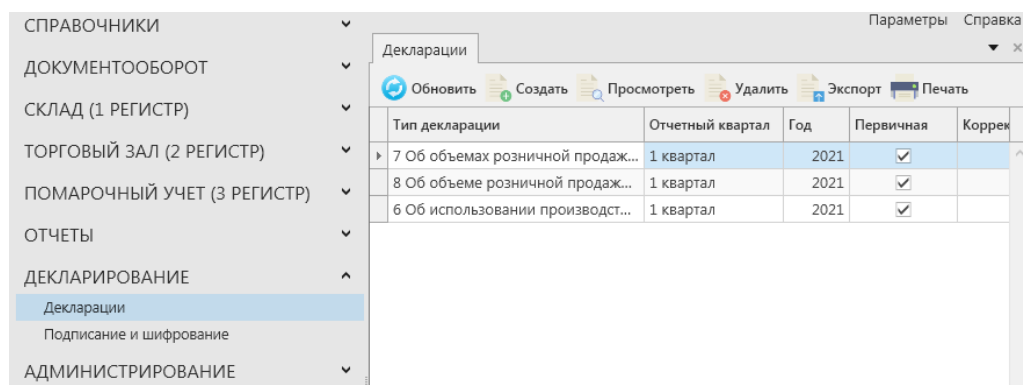 СПРАВОЧНИКИ
ДОКУМЕНТООБОРОТ
СКЛАД (1 РЕГИСТР)
ТОРГОВЫЙ ЗАЛ (2 РЕГИСТР)
ПОМАРОЧНЫЙ УЧЕТ (3 РЕГИСТР)
ОТЧЕТЫ
ДЕКЛАРИРОВАНИЕ
Декларации
Подписание и шифрование
АДМИНИСТРИРОВАНИЕ
Параметры Справка
Декларации
Обновить Создать Просмотреть Удалить Экспорт Печать
Тип декларации Отчетный квартал Год Первичная Коррек
7 Об объемах розничной продаж... 1 квартал 2021
8 Об объеме розничной продаж... 1 квартал 2021
6 Об использовании производст... 1 квартал 2021